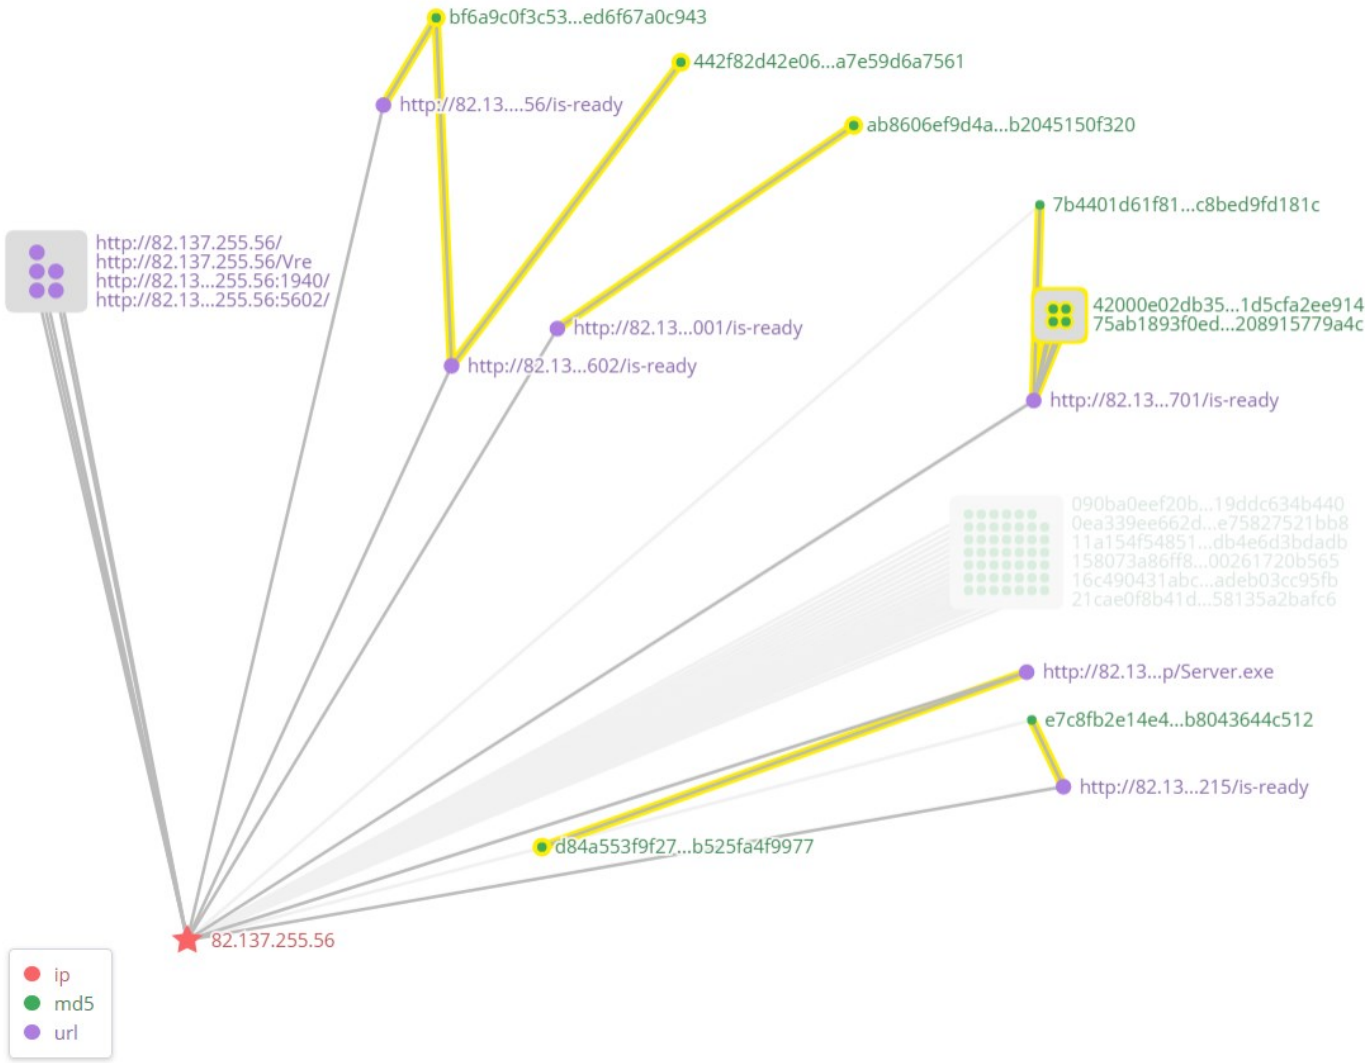 bf6a9c0f3c53...ed6f67a0c943
442f82d42e06...a7e59d6a7561
http://82.13....56/is-ready
ab8606ef9d4a...b2045150f320
7b4401d61f81...c8bed9fd181c
http://82.137.255.56/
http://82.137.255.56/Vre
http://82.13...255.56:1940/
http://82.13...255.56:5602/
42000e02db35...1d5cfa2ee914
75ab1893f0ed...208915779a4c
http://82.13...001/is-ready
http://82.13...602/is-ready
http://82.13...701/is-ready
090ba0eef20b...19ddc634b440
0ea339ee662d...e75827521bb8
11a154f54851...db4e6d3bdadb
158073a86ff8...00261720b565
16c490431abc...adeb03cc95fb
21cae0f8b41d...58135a2bafc6
http://82.13...p/Server.exe
e7c8fb2e14e4...b8043644c512
http://82.13...215/is-ready
d84a553f9f27...b525fa4f9977
82.137.255.56
ip
md5
url